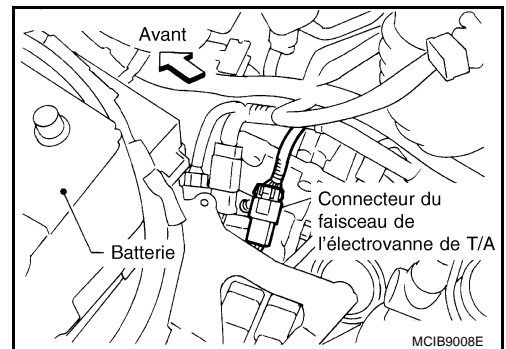 Avant
Connecteur du
faisceau de
l'électrovanne de T/A
Batterie
MCIB9008E